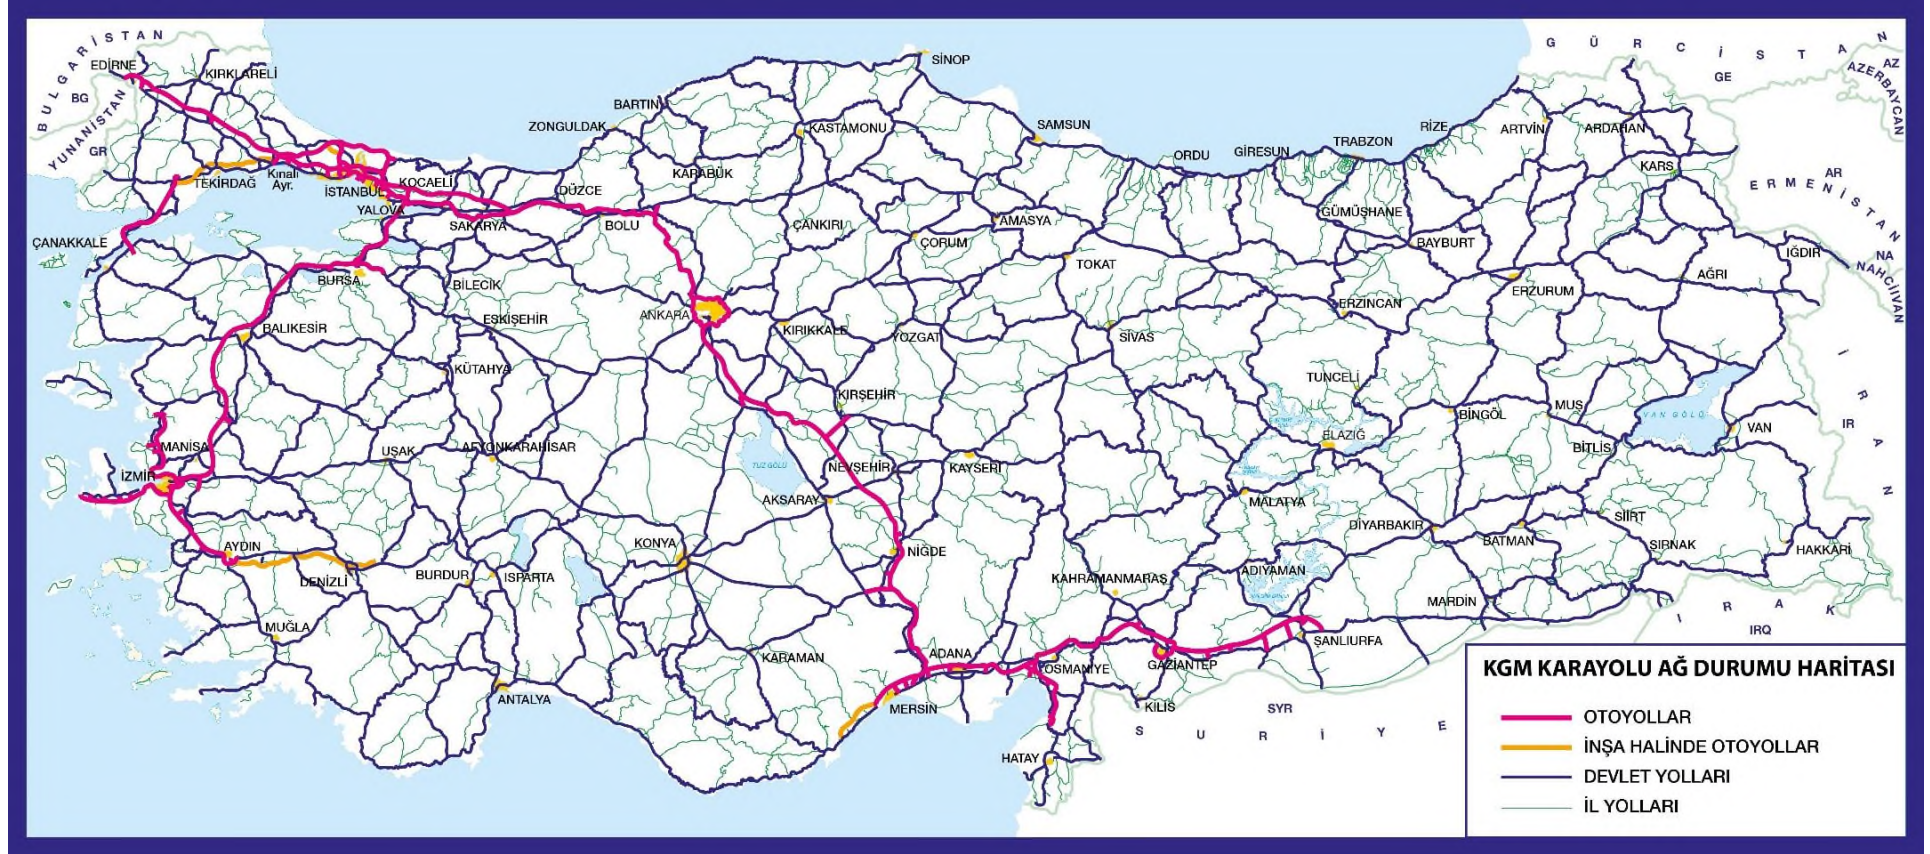 BULGARİSTAN
GÜRCİSTAN
EDİRNE
KIRKLARELİ
SİNOP
AZ
GE
AZERBAYCAN
BG
BARTIN
YUNANİSTAN
ZONGULDAK
KASTAMONU
SAMSUN
TRABZON
RİZE
ARTVİN
ARDAHAN
GR
ORDU
GİRESUN
KARS
AR
ERMENİSTAN
TEKİRDAĞ
Kınalı
Ayr.
İSTANBUL
KOCAELİ
DÜZCE
KARABÜK
YALOVA
SAKARYA
BOLU
ÇANKIRI
AMASYA
GÜMÜŞHANE
ÇANAKKALE
ÇORUM
BAYBURT
IĞDIR
NA
NAHÇIIVAN
TOKAT
AĞRI
BURSA
BİLECİK
ERZURUM
ERZİNCAN
ESKİŞEHİR
ANKARA
BALIKESİR
KIRIKKALE
YOZGAT
SİVAS
KÜTAHYA
TUNCELİ
KIRŞEHİR
BİNGÖL
MUŞ
VAN GÖLÜ
VAN
İRAN
IR
ELAZIĞ
MANİSA
UŞAK
AFYONKARAHİSAR
BİTLİS
TUZ GÖLÜ
NEVŞEHİR
KAYSERİ
İZMİR
AKSARAY
MALATYA
DİYARBAKIR
SİİRT
AYDIN
KONYA
NİĞDE
BATMAN
ŞIRNAK
HAKKARİ
DENİZLİ
BURDUR
ISPARTA
KAHRAMANMARAŞ
ADIYAMAN
MARDİN
IRAK
IRQ
MUĞLA
ŞANLIURFA
KARAMAN
ADANA
OSMANİYE
GAZİANTEP
ANTALYA
MERSİN
KİLİS
SYR
SURİYE
HATAY
KGM KARAYOLU AĞ DURUMU HARİTASI
OTOYOLLAR
İNŞA HALİNDE OTOYOLLAR
DEVLET YOLLARI
İL YOLLARI